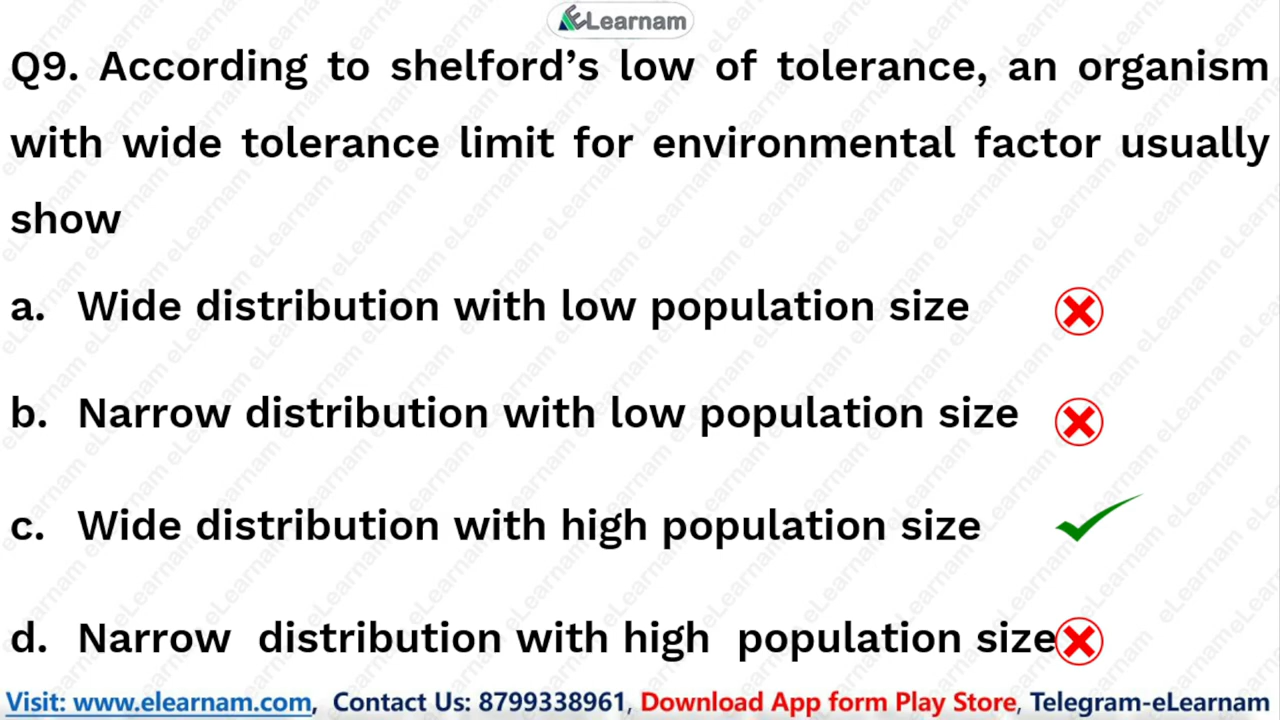 ELearnam
Q9. According to shelford’s low of tolerance, an organism
with wide tolerance limit for environmental factor usually
show
a. Wide distribution with low population size
b. Narrow distribution with low population size
c. Wide distribution with high population size
d. Narrow distribution with high population size
Visit: www.elearnam.com, Contact Us: 8799338961, Download App form Play Store, Telegram-eLearnam